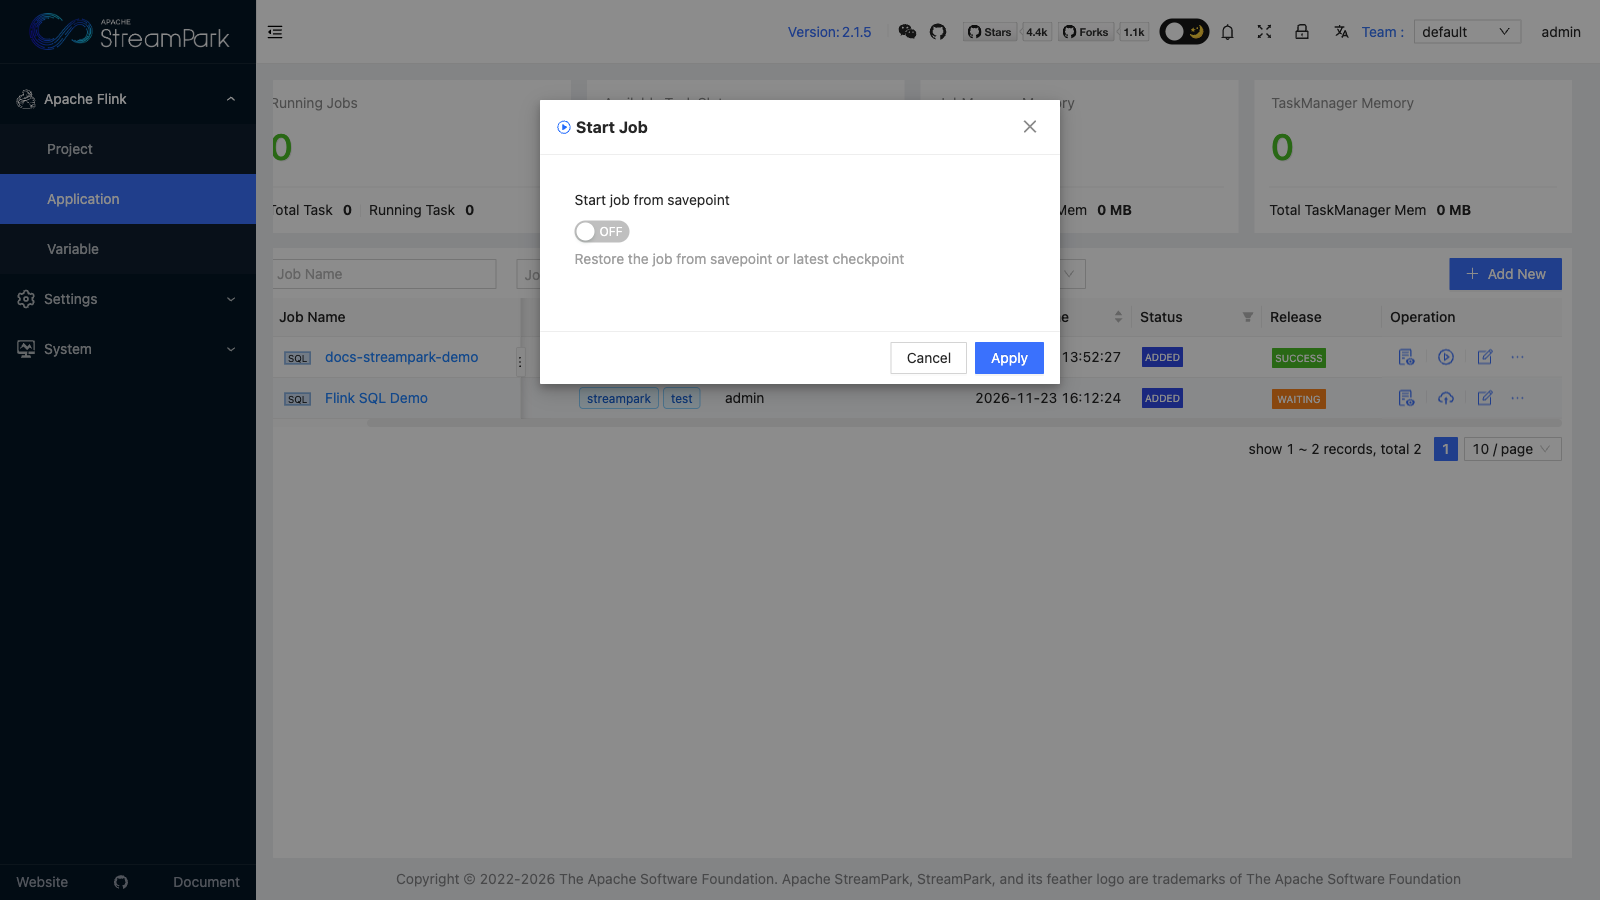 APACHE
StreamPark
Version: 2.1.5
Stars 4.4k
Forks 1.1k
Team :
default
admin
Apache Flink
Project
Application
Variable
Settings
System
Website
Document
Running Jobs
0
Total Task 0
Running Task 0
Mem 0 MB
TaskManager Memory
0
Total TaskManager Mem 0 MB
Start Job
Start job from savepoint
OFF
Restore the job from savepoint or latest checkpoint
Cancel
Apply
Job Name
Add New
Job Name
Status
Release
Operation
SQL docs-streampark-demo 13:52:27 ADDED SUCCESS
SQL Flink SQL Demo streampark test admin 2026-11-23 16:12:24 ADDED WAITING
show 1 ~ 2 records, total 2
1
10 / page
Copyright © 2022-2026 The Apache Software Foundation. Apache StreamPark, StreamPark, and its feather logo are trademarks of The Apache Software Foundation